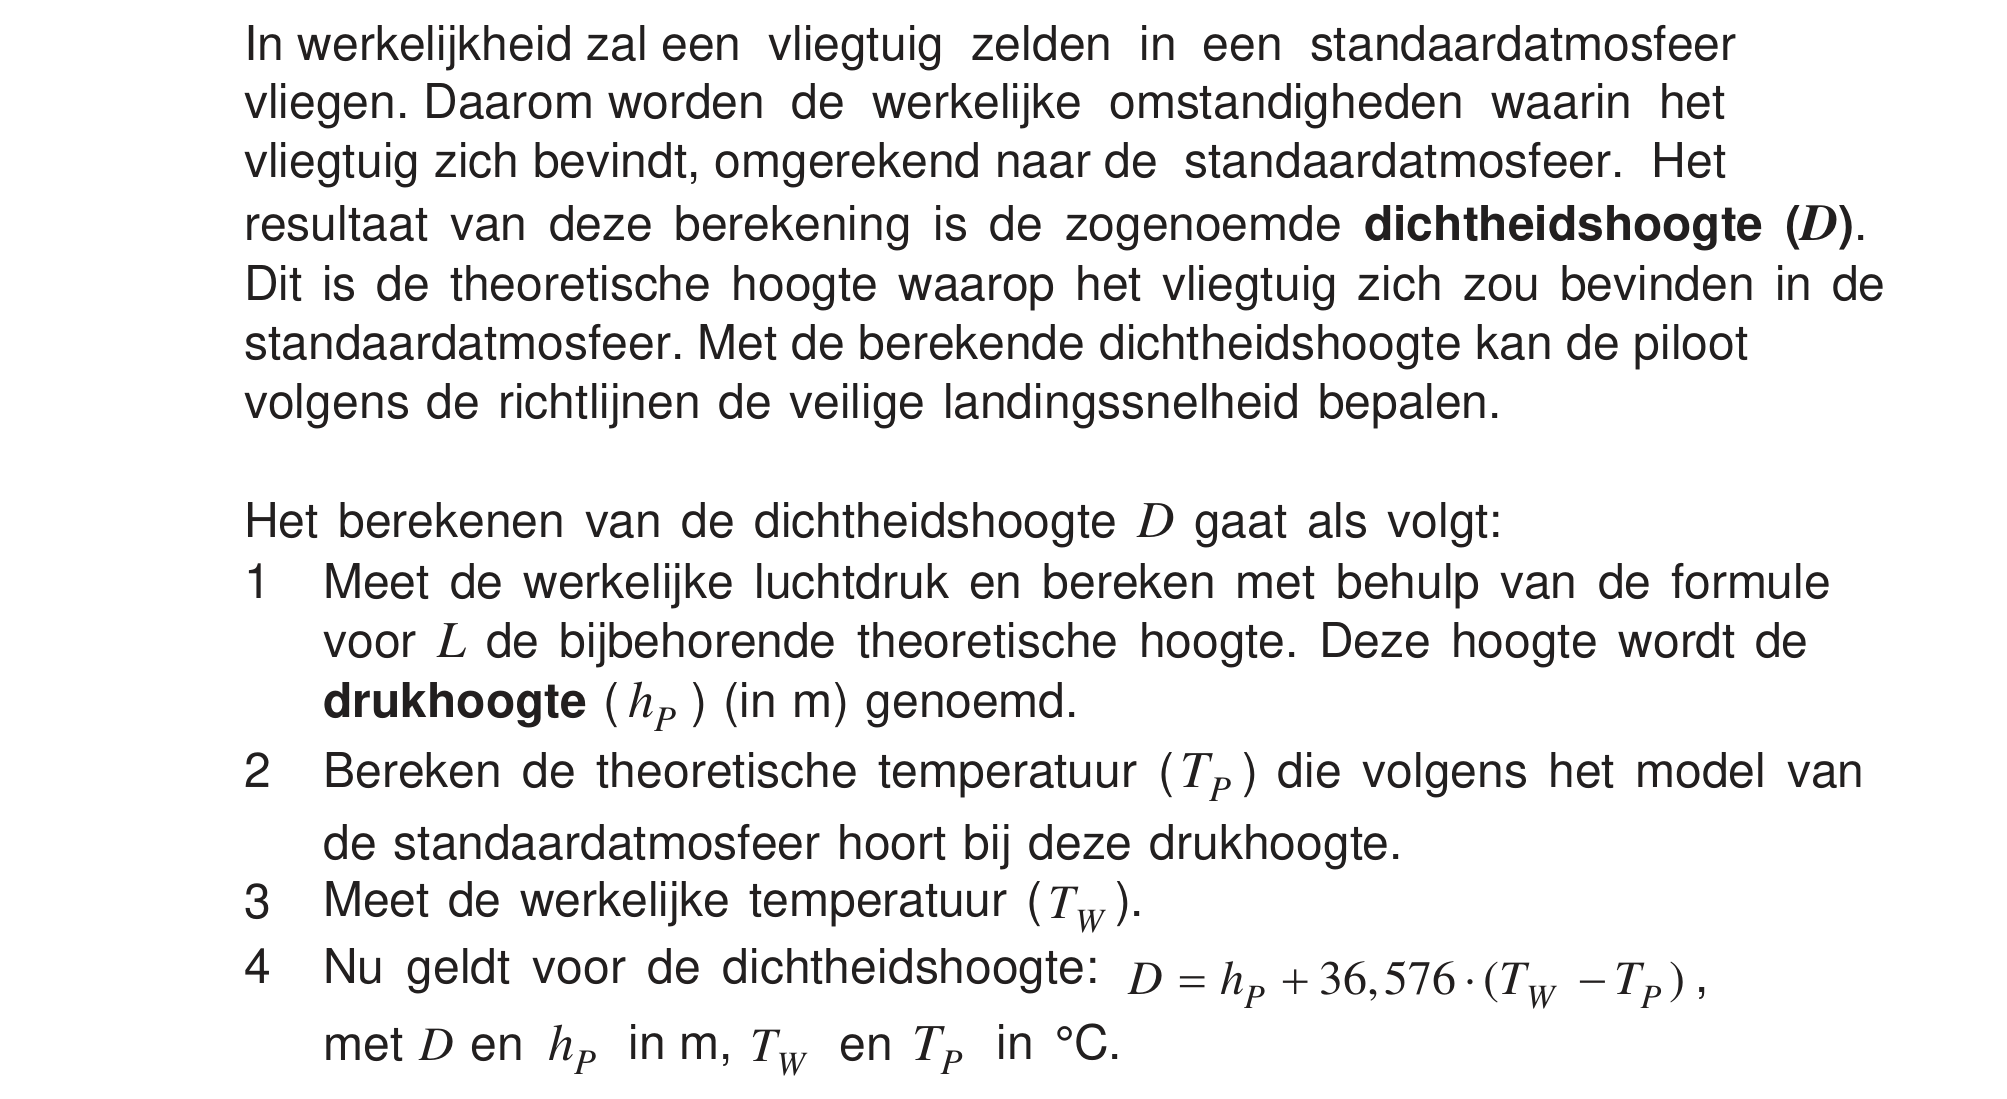 In werkelijkheid zal een vliegtuig zelden in een standaardatmosfeer
vliegen. Daarom worden de werkelijke omstandigheden waarin het
vliegtuig zich bevindt, omgerekend naar de standaardatmosfeer. Het
resultaat van deze berekening is de zogenoemde dichtheidshoogte (D).
Dit is de theoretische hoogte waarop het vliegtuig zich zou bevinden in de
standaardatmosfeer. Met de berekende dichtheidshoogte kan de piloot
volgens de richtlijnen de veilige landingssnelheid bepalen.
Het berekenen van de dichtheidshoogte D gaat als volgt:
1 Meet de werkelijke luchtdruk en bereken met behulp van de formule
voor L de bijbehorende theoretische hoogte. Deze hoogte wordt de
drukhoogte (h_P) (in m) genoemd.
2 Bereken de theoretische temperatuur (T_P) die volgens het model van
de standaardatmosfeer hoort bij deze drukhoogte.
3 Meet de werkelijke temperatuur (T_W).
4 Nu geldt voor de dichtheidshoogte: D = h_P + 36,576 · (T_W − T_P),
met D en h_P in m, T_W en T_P in °C.